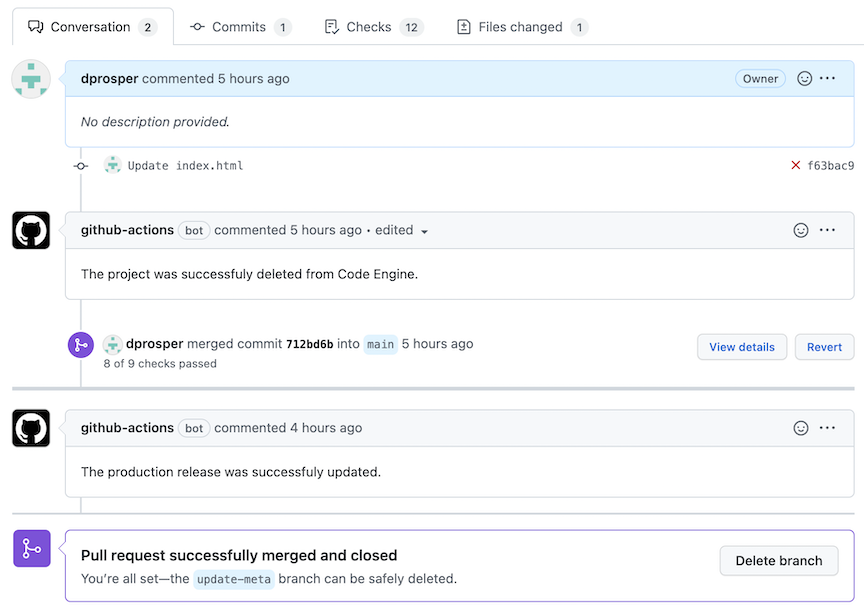 Conversation 2 Commits 1 Checks 12 Files changed 1
dprosper commented 5 hours ago Owner
No description provided.
Update index.html f63bac9
github-actions bot commented 5 hours ago • edited
The project was successfuly deleted from Code Engine.
dprosper merged commit 712bd6b into main 5 hours ago View details Revert
8 of 9 checks passed
github-actions bot commented 4 hours ago
The production release was successfuly updated.
Pull request successfully merged and closed
You're all set—the update-meta branch can be safely deleted.
Delete branch